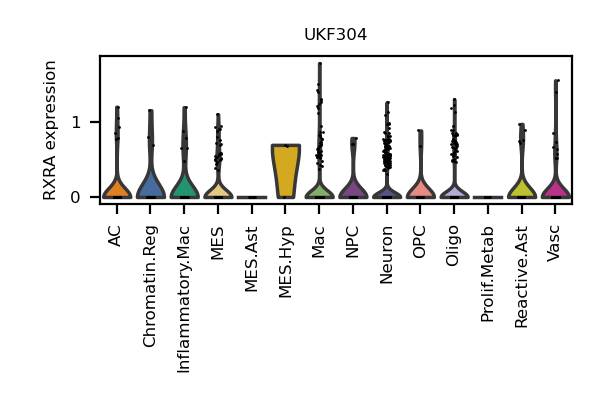 UKF304
RXRA expression
1
0
AC
Chromatin.Reg
Inflammatory.Mac
MES
MES.Ast
MES.Hyp
Mac
NPC
Neuron
OPC
Oligo
Prolif.Metab
Reactive.Ast
Vasc